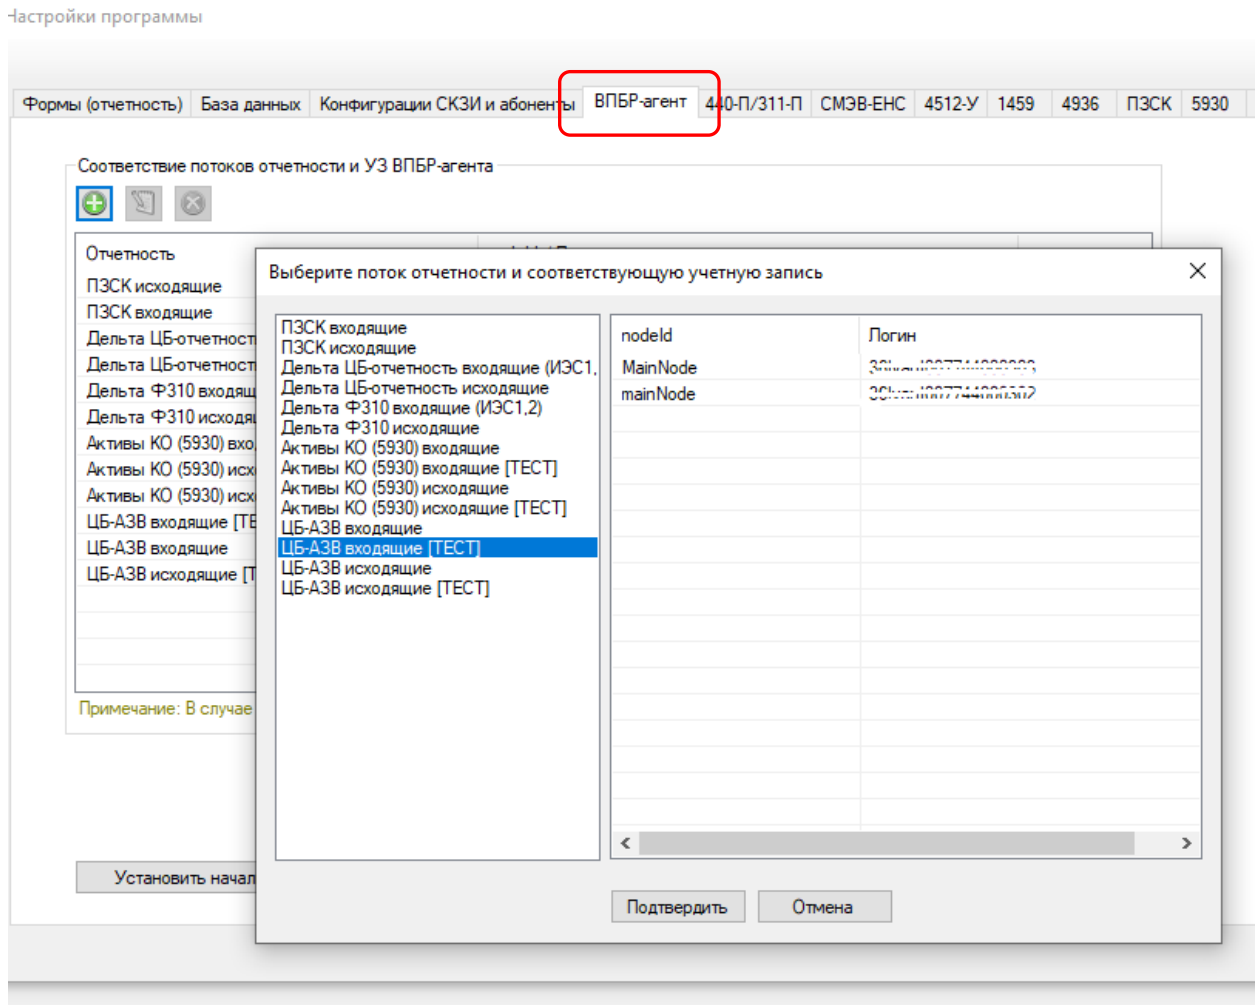 Настройки программы
Формы (отчетность) База данных Конфигурации СКЗИ и абоненты ВПБР-агент 440-П/311-П СМЭВ-ЕНС 4512-У 1459 4936 ПЗСК 5930
Соответствие потоков отчетности и УЗ ВПБР-агента
Отчетность
ПЗСК исходящие
ПЗСК входящие
Дельта ЦБ-отчетност
Дельта ЦБ-отчетност
Дельта Ф310 входящ
Дельта Ф310 исходя
Активы КО (5930) вхо
Активы КО (5930) исх
Активы КО (5930) исх
ЦБ-АЗВ входящие [ТЕ
ЦБ-АЗВ входящие
ЦБ-АЗВ исходящие [Т
Примечание: В случае
Установить начал
Выберите поток отчетности и соответствующую учетную запись
ПЗСК входящие
ПЗСК исходящие
Дельта ЦБ-отчетность входящие (ИЭС1,
Дельта ЦБ-отчетность исходящие
Дельта Ф310 входящие (ИЭС1,2)
Дельта Ф310 исходящие
Активы КО (5930) входящие
Активы КО (5930) входящие [ТЕСТ]
Активы КО (5930) исходящие
Активы КО (5930) исходящие [ТЕСТ]
ЦБ-АЗВ входящие
ЦБ-АЗВ входящие [ТЕСТ]
ЦБ-АЗВ исходящие
ЦБ-АЗВ исходящие [ТЕСТ]
nodeId Логин
MainNode
mainNode
Подтвердить Отмена